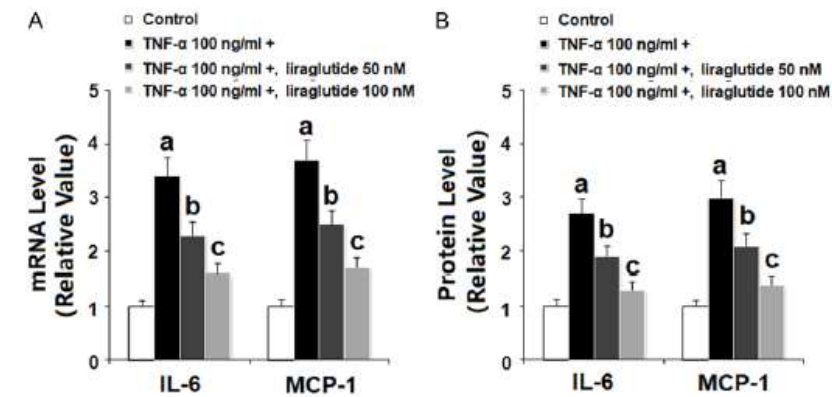 A
Control
TNF-α 100 ng/ml +
TNF-α 100 ng/ml +, liraglutide 50 nM
TNF-α 100 ng/ml +, liraglutide 100 nM
mRNA Level
(Relative Value)
5
4
3
2
1
0
a
b
c
a
b
c
IL-6
MCP-1
B
Control
TNF-α 100 ng/ml +
TNF-α 100 ng/ml +, liraglutide 50 nM
TNF-α 100 ng/ml +, liraglutide 100 nM
Protein Level
(Relative Value)
5
4
3
2
1
0
a
b
c
a
b
c
IL-6
MCP-1